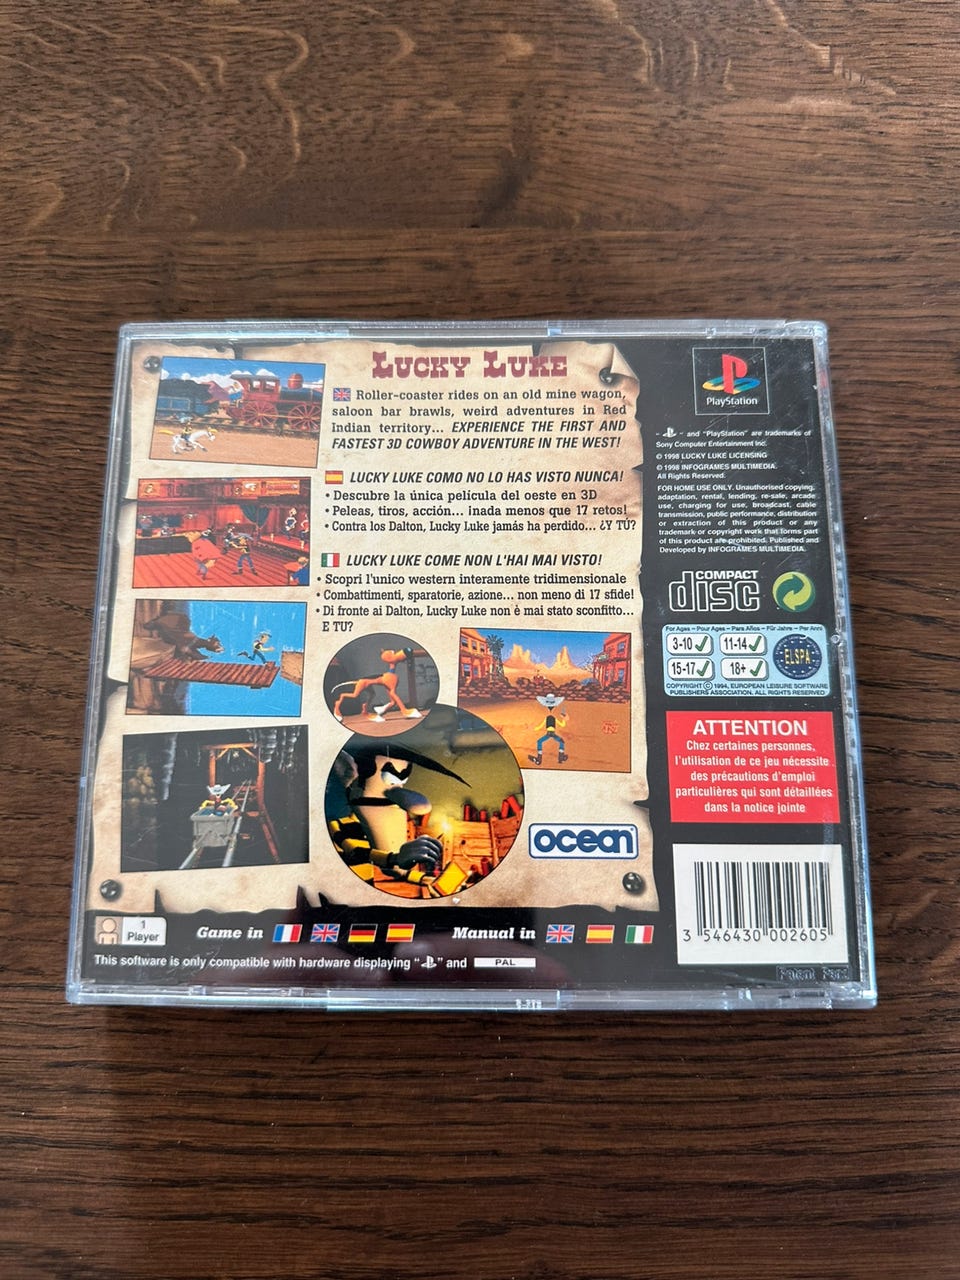 LUCKY LUKE
Roller-coaster rides on an old mine wagon,
saloon bar brawls, weird adventures in Red
Indian territory... EXPERIENCE THE FIRST AND
FASTEST 3D COWBOY ADVENTURE IN THE WEST!
LUCKY LUKE COMO NO LO HAS VISTO NUNCA!
• Descubre la única película del oeste en 3D
• Peleas, tiros, acción... ¡nada menos que 17 retos!
• Contra los Dalton, Lucky Luke jamás ha perdido... ¿Y TÚ?
LUCKY LUKE COME NON L'HAI MAI VISTO!
• Scopri l'unico western interamente tridimensionale
• Combattimenti, sparatorie, azione... non meno di 17 sfide!
• Di fronte ai Dalton, Lucky Luke non è mai stato sconfitto...
E TU?
ocean
1
Player
Game in
Manual in
This software is only compatible with hardware displaying " " and PAL
PlayStation
" " and "PlayStation" are trademarks of
Sony Computer Entertainment Inc.
© 1998 LUCKY LUKE LICENSING
© 1998 INFOGRAMES MULTIMEDIA.
All Rights Reserved.
FOR HOME USE ONLY. Unauthorised copying,
adaptation, rental, lending, re-sale, arcade
use, charging for use, broadcast, cable
transmission, public performance, distribution
or extraction of this product or any
trademark or copyright work that forms part
of this product are prohibited. Published and
Developed by INFOGRAMES MULTIMEDIA.
COMPACT
disc
For Ages – Pour Ages – Para Años – Für Jahre – Per Anni
3-10 11-14
15-17 18+
ELSPA
COPYRIGHT © 1994, EUROPEAN LEISURE SOFTWARE
PUBLISHERS ASSOCIATION. ALL RIGHTS RESERVED
ATTENTION
Chez certaines personnes,
l'utilisation de ce jeu nécessite
des précautions d'emploi
particulières qui sont détaillées
dans la notice jointe
3 546430 002605
Patent